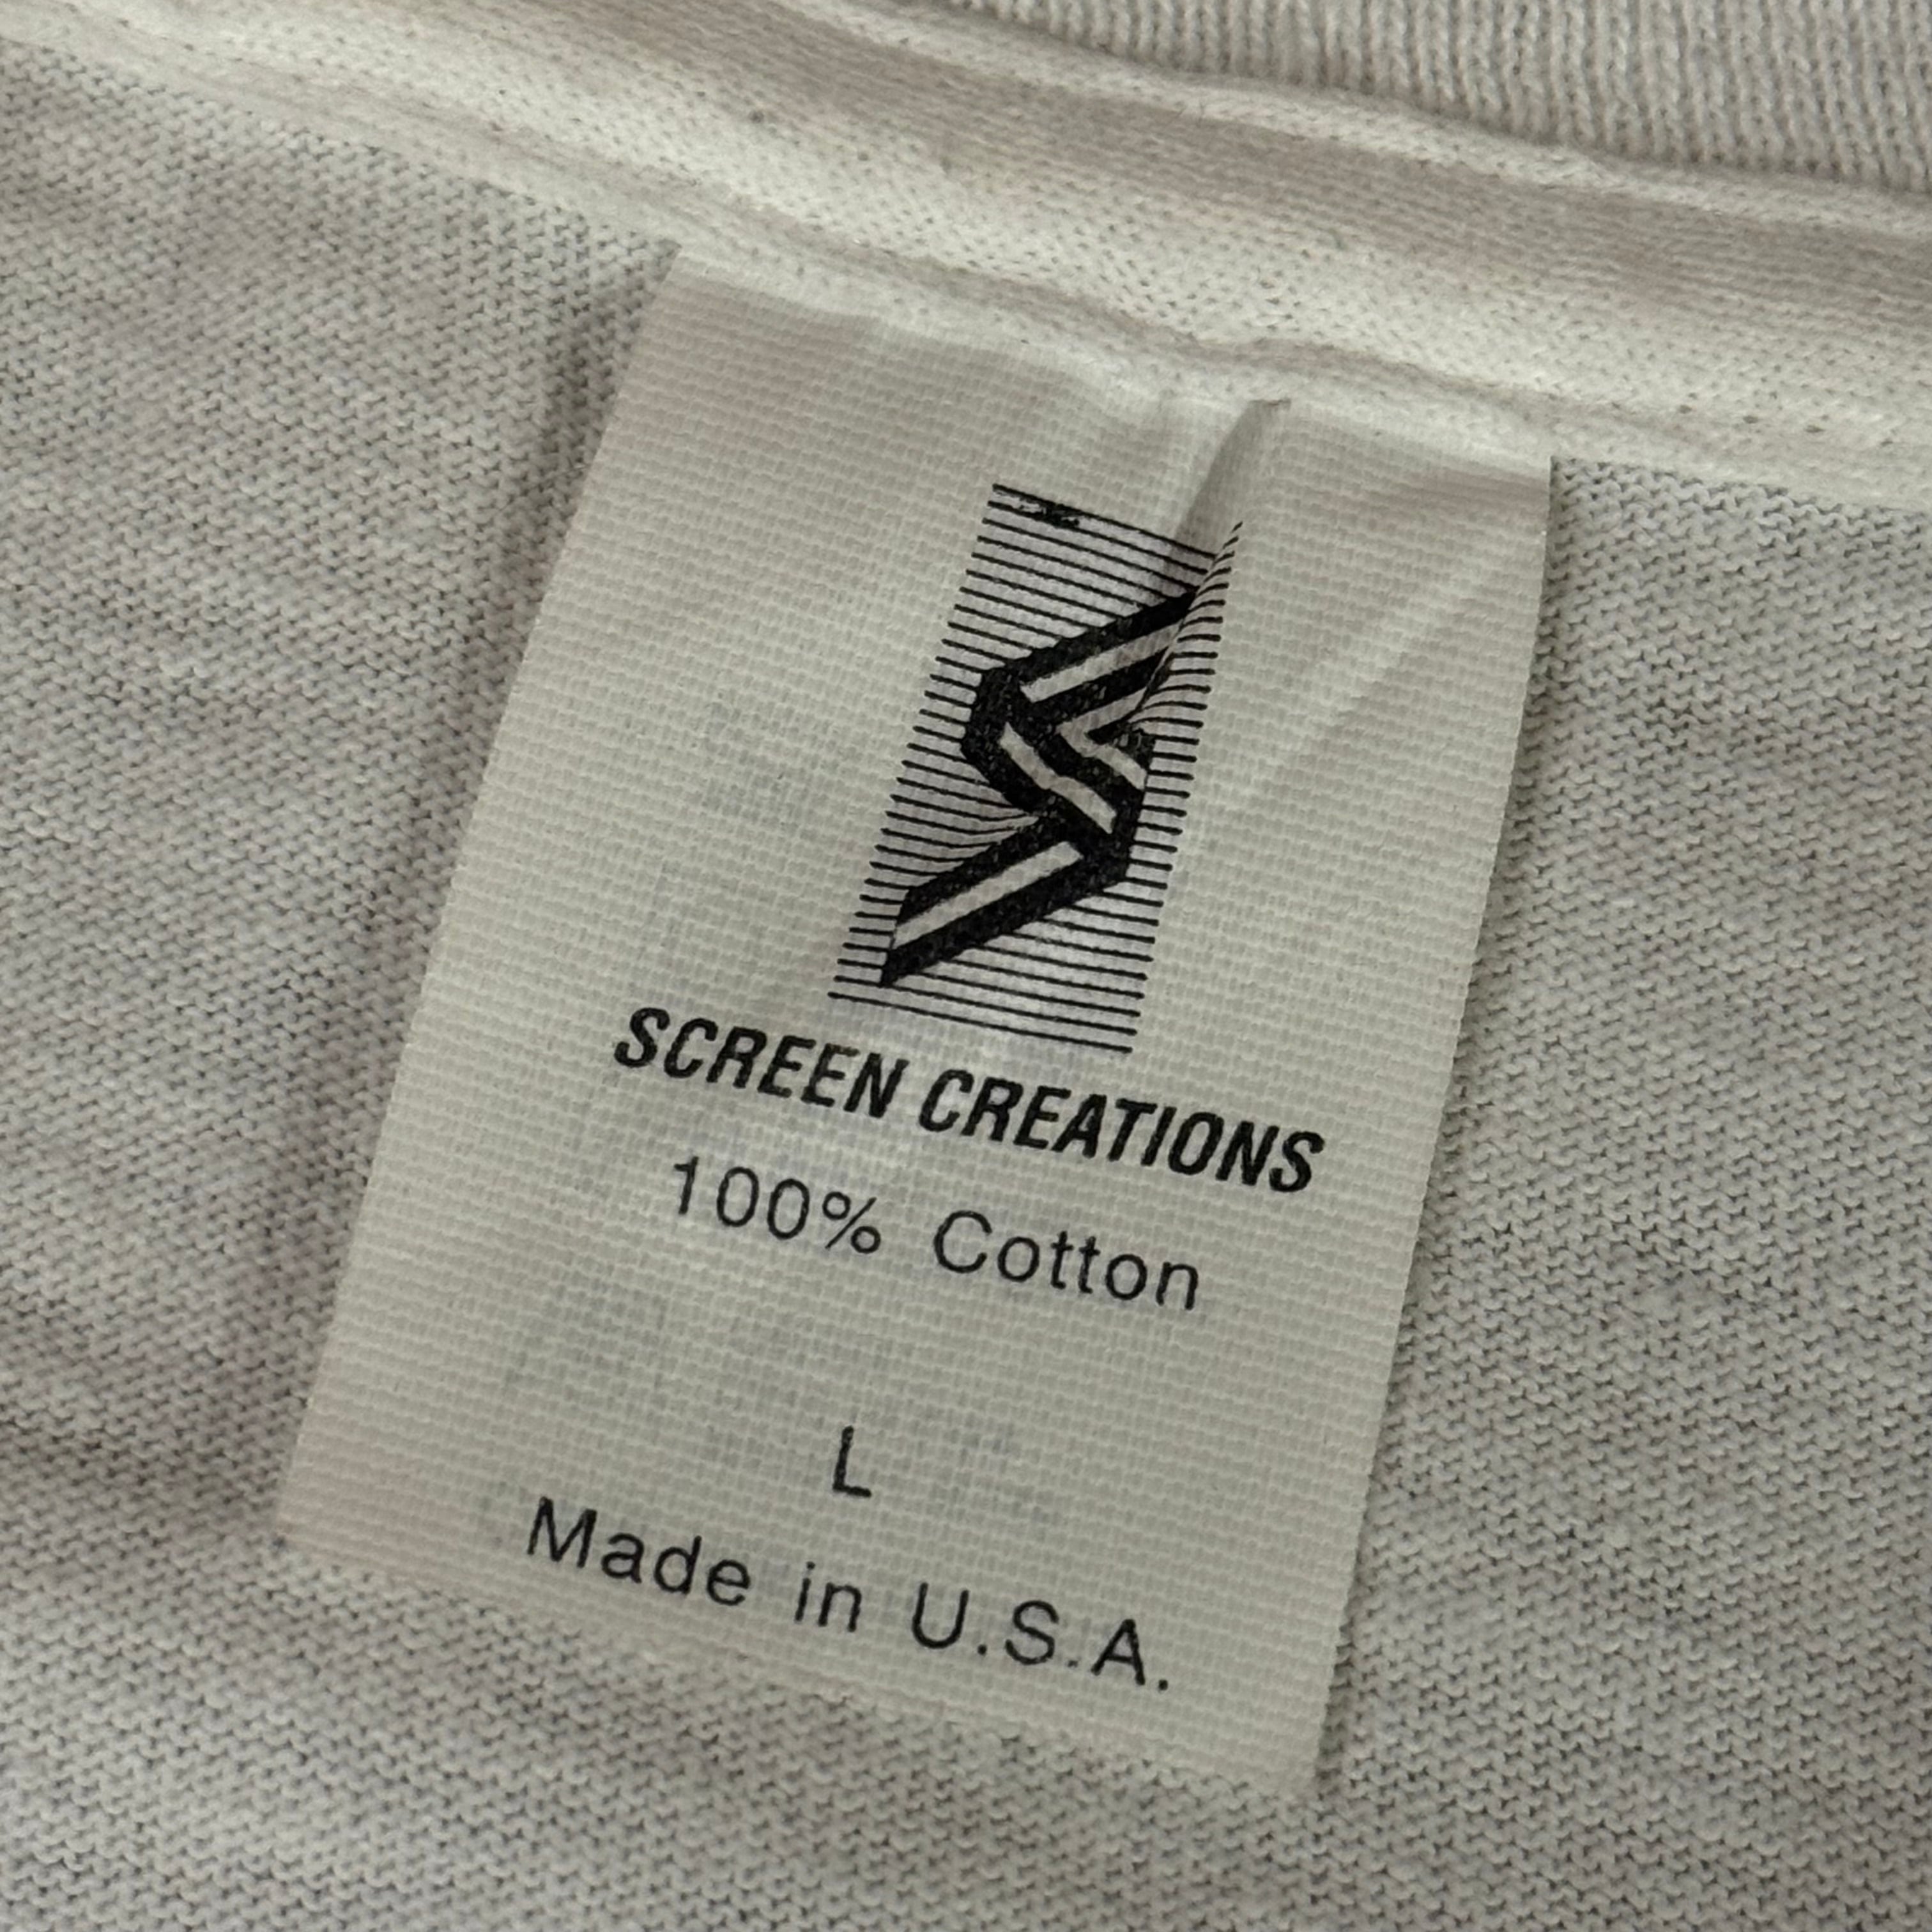 SCREEN CREATIONS
100% Cotton
L
Made in U.S.A.